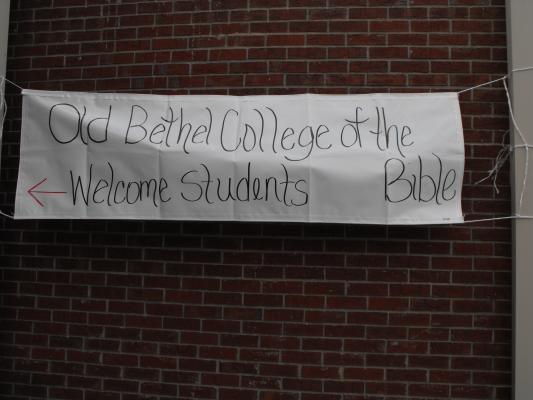 Old Bethel College of the
Welcome Students Bible